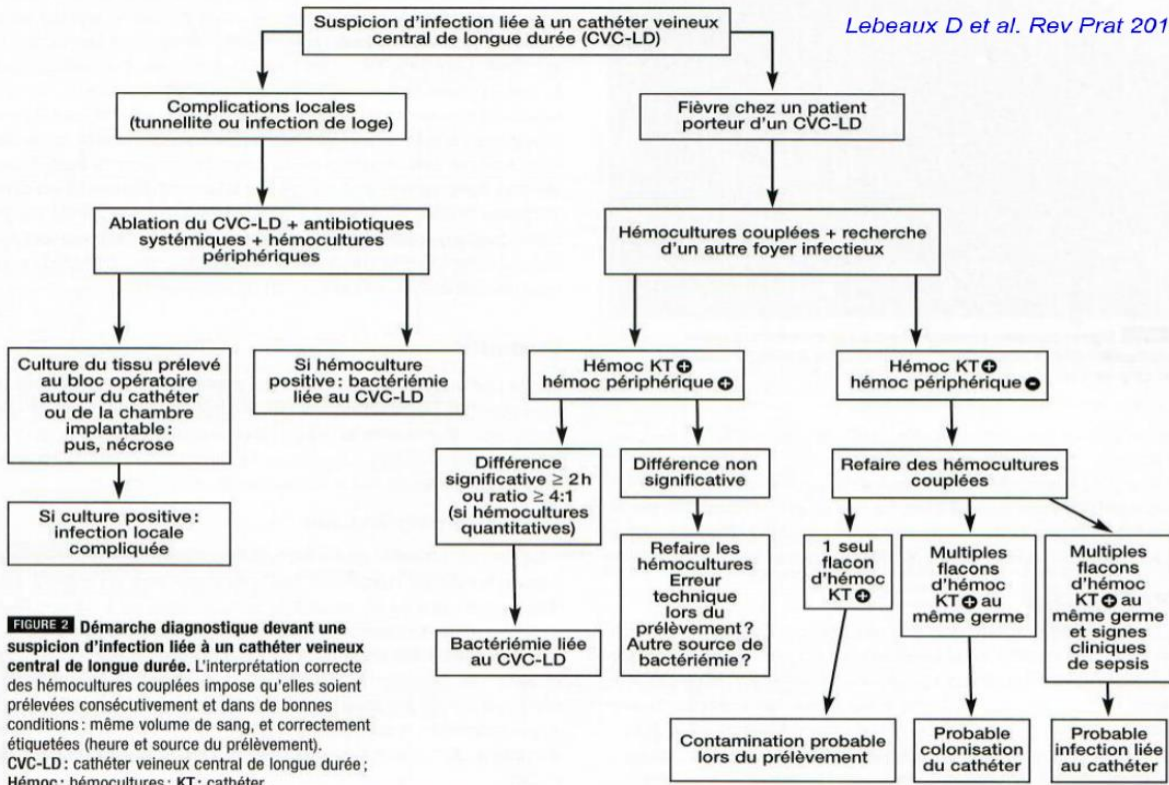 Suspicion d'infection liée à un cathéter veineux
central de longue durée (CVC-LD)
Lebeaux D et al. Rev Prat 201
Complications locales
(tunnellite ou infection de loge)
Fièvre chez un patient
porteur d'un CVC-LD
Ablation du CVC-LD + antibiotiques
systémiques + hémocultures
périphériques
Hémocultures couplées + recherche
d'un autre foyer infectieux
Culture du tissu prélevé
au bloc opératoire
autour du cathéter
ou de la chambre
implantable :
pus, nécrose
Si hémoculture
positive : bactériémie
liée au CVC-LD
Hémoc KT ⊕
hémoc périphérique ⊕
Hémoc KT ⊕
hémoc périphérique ⊖
Différence
significative ≥ 2 h
ou ratio ≥ 4:1
(si hémocultures
quantitatives)
Différence non
significative
Refaire des hémocultures
couplées
Si culture positive :
infection locale
compliquée
Refaire les
hémocultures
Erreur
technique
lors du
prélèvement ?
Autre source de
bactériémie ?
1 seul
flacon
d'hémoc
KT ⊕
Multiples
flacons
d'hémoc
KT ⊕ au
même germe
Multiples
flacons
d'hémoc
KT ⊕ au
même germe
et signes
cliniques
de sepsis
Bactériémie liée
au CVC-LD
Contamination probable
lors du prélèvement
Probable
colonisation
du cathéter
Probable
infection liée
au cathéter
FIGURE 2 Démarche diagnostique devant une
suspicion d'infection liée à un cathéter veineux
central de longue durée. L'interprétation correcte
des hémocultures couplées impose qu'elles soient
prélevées consécutivement et dans de bonnes
conditions : même volume de sang, et correctement
étiquetées (heure et source du prélèvement).
CVC-LD : cathéter veineux central de longue durée ;
Hémoc : hémocultures ; KT : cathéter